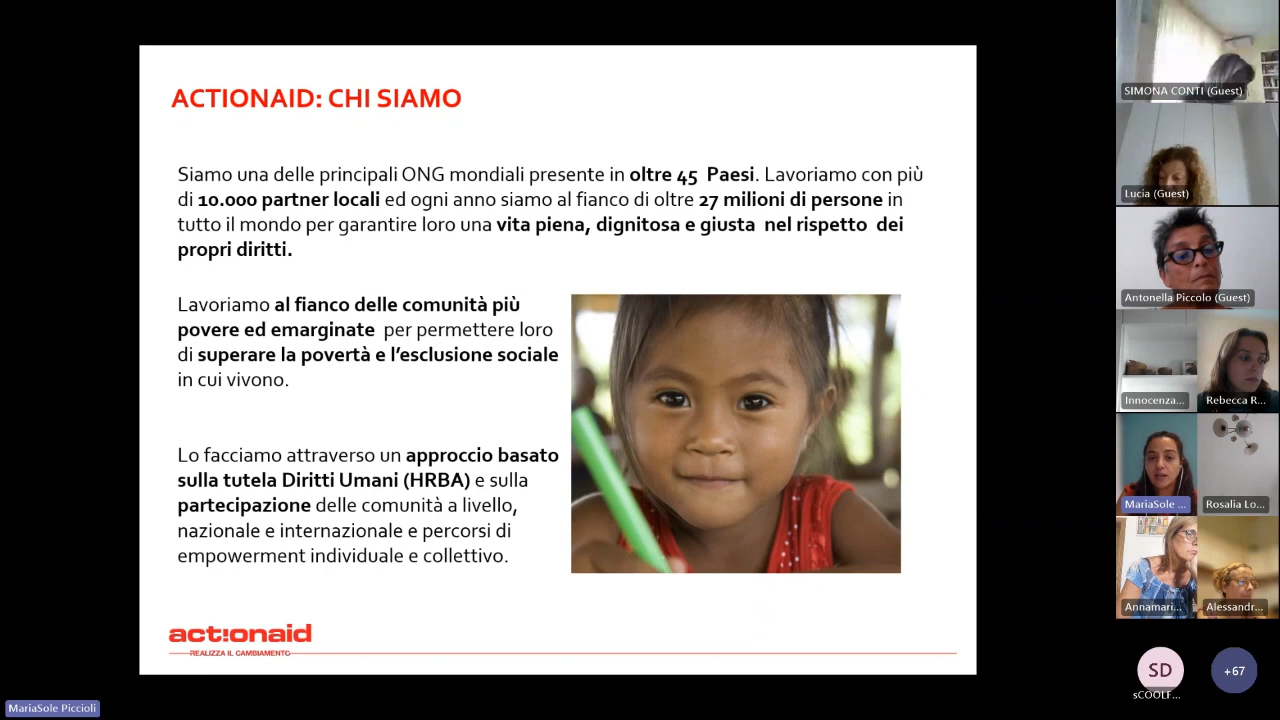 ACTIONAID: CHI SIAMO
Siamo una delle principali ONG mondiali presente in oltre 45 Paesi. Lavoriamo con più
di 10.000 partner locali ed ogni anno siamo al fianco di oltre 27 milioni di persone in
tutto il mondo per garantire loro una vita piena, dignitosa e giusta nel rispetto dei
propri diritti.
Lavoriamo al fianco delle comunità più
povere ed emarginate per permettere loro
di superare la povertà e l'esclusione sociale
in cui vivono.
Lo facciamo attraverso un approccio basato
sulla tutela Diritti Umani (HRBA) e sulla
partecipazione delle comunità a livello,
nazionale e internazionale e percorsi di
empowerment individuale e collettivo.
act!onaid
REALIZZA IL CAMBIAMENTO
MariaSole Piccioli
SIMONA CONTI (Guest)
Lucia (Guest)
Antonella Piccolo (Guest)
Innocenza...
Rebecca R...
MariaSole ...
Rosalia Lo...
Annamari...
Alessandr...
SD
+67
sCOOLF...